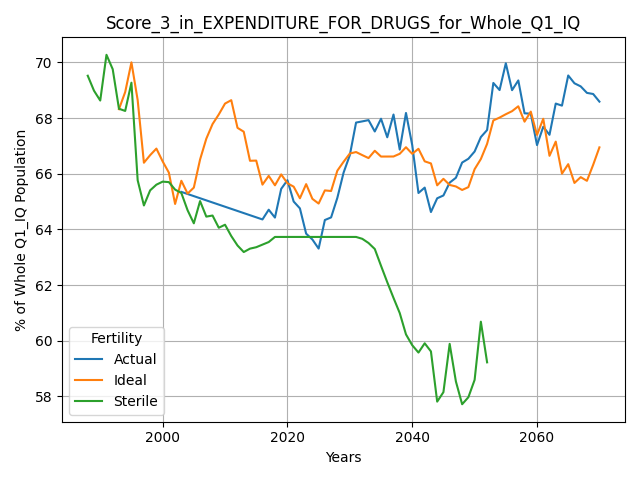 Score_3_in_EXPENDITURE_FOR_DRUGS_for_Whole_Q1_IQ
% of Whole Q1_IQ Population
70
68
66
64
62
60
58
Fertility
Actual
Ideal
Sterile
2000
2020
2040
2060
Years